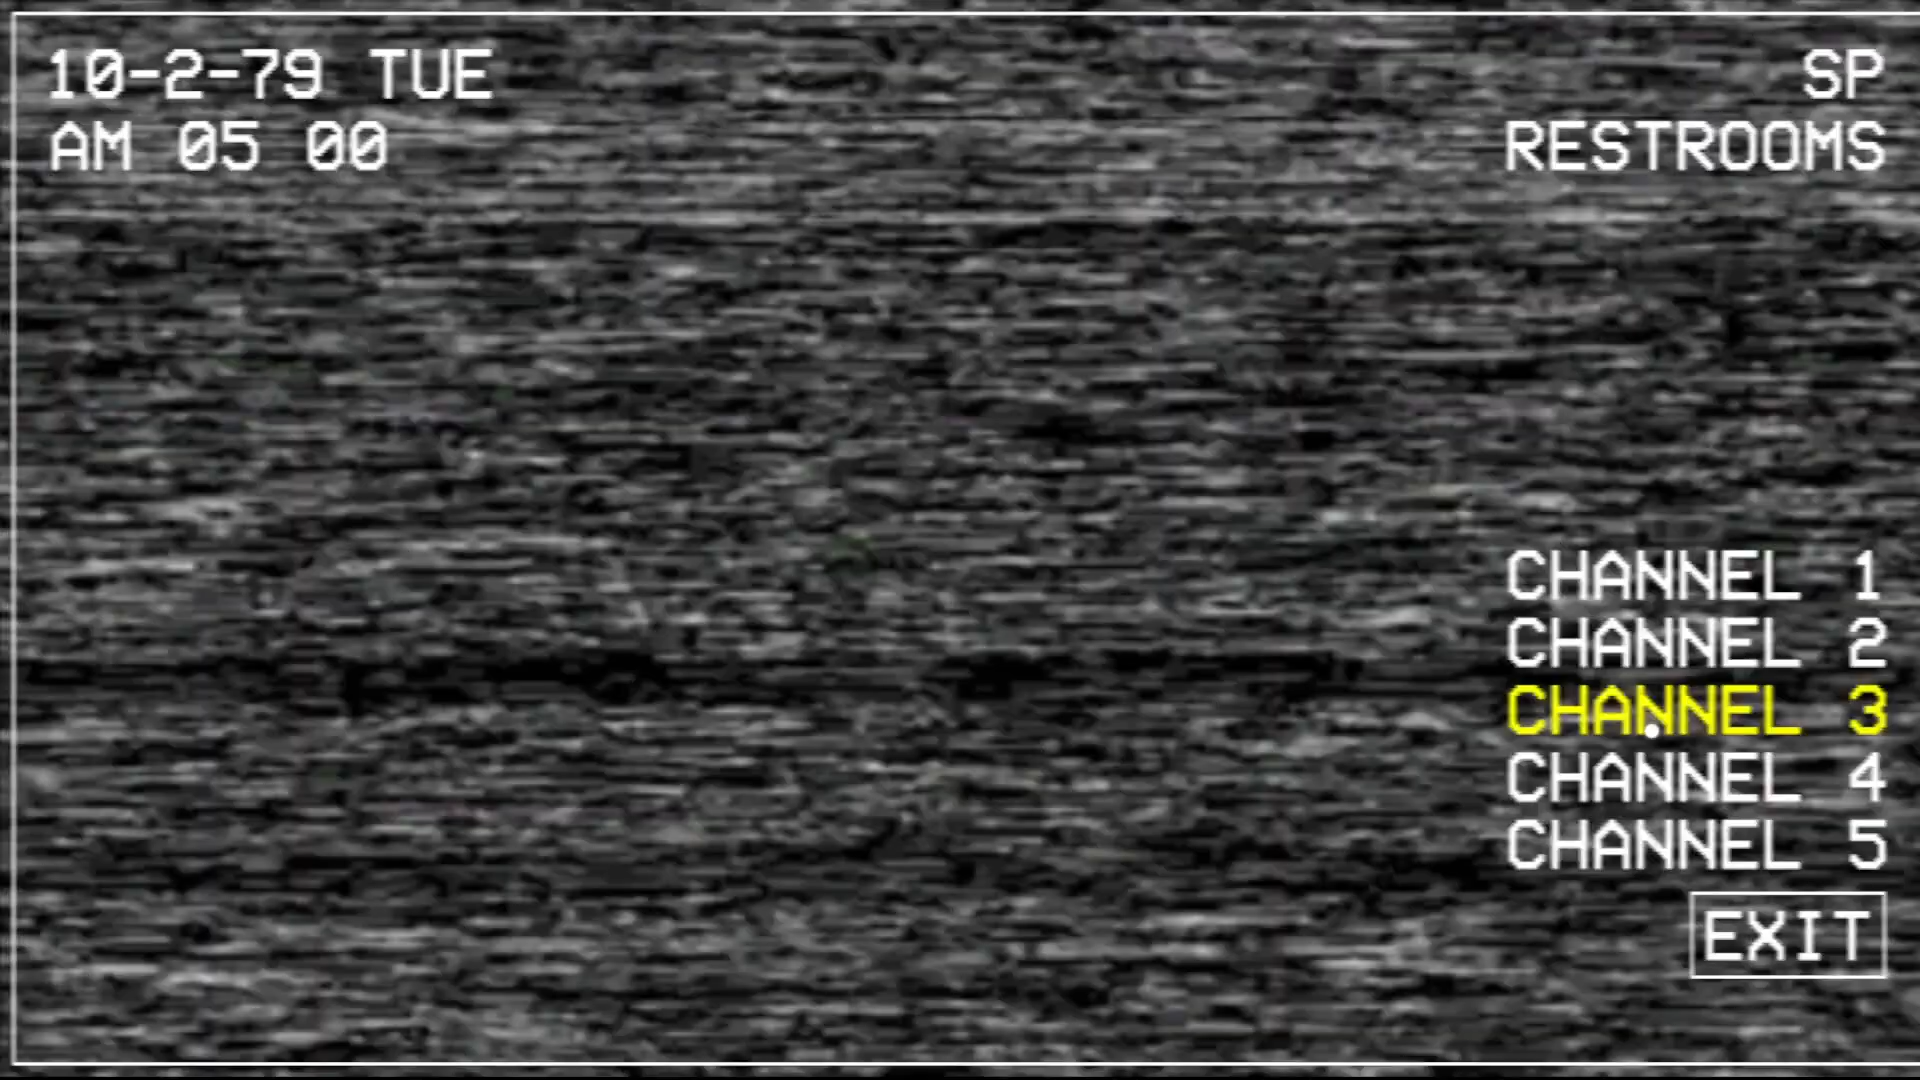 10-2-79 TUE
AM 05 00
SP
RESTROOMS
CHANNEL 1
CHANNEL 2
CHANNEL 3
CHANNEL 4
CHANNEL 5
EXIT